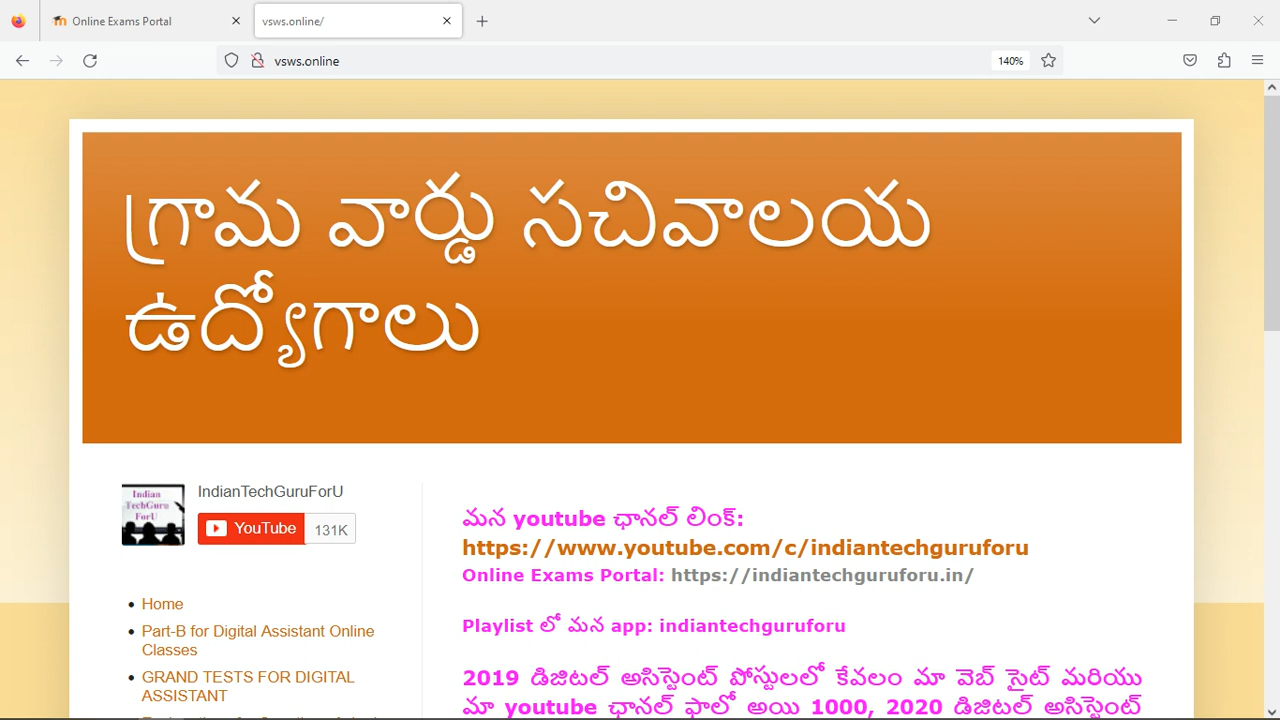 Online Exams Portal
vsws.online/
vsws.online
140%
గ్రామ వార్డు సచివాలయ
ఉద్యోగాలు
Indian
TechGuru
ForU
IndianTechGuruForU
YouTube 131K
Home
Part-B for Digital Assistant Online
Classes
GRAND TESTS FOR DIGITAL
ASSISTANT
మన youtube ఛానల్ లింక్:
https://www.youtube.com/c/indiantechguruforu
Online Exams Portal: https://indiantechguruforu.in/
Playlist లో మన app: indiantechguruforu
2019 డిజిటల్ అసిస్టెంట్ పోస్టులలో కేవలం మా వెబ్ సైట్ మరియు
మా youtube ఛానల్ ఫాలో అయి 1000, 2020 డిజిటల్ అసిస్టెంట్